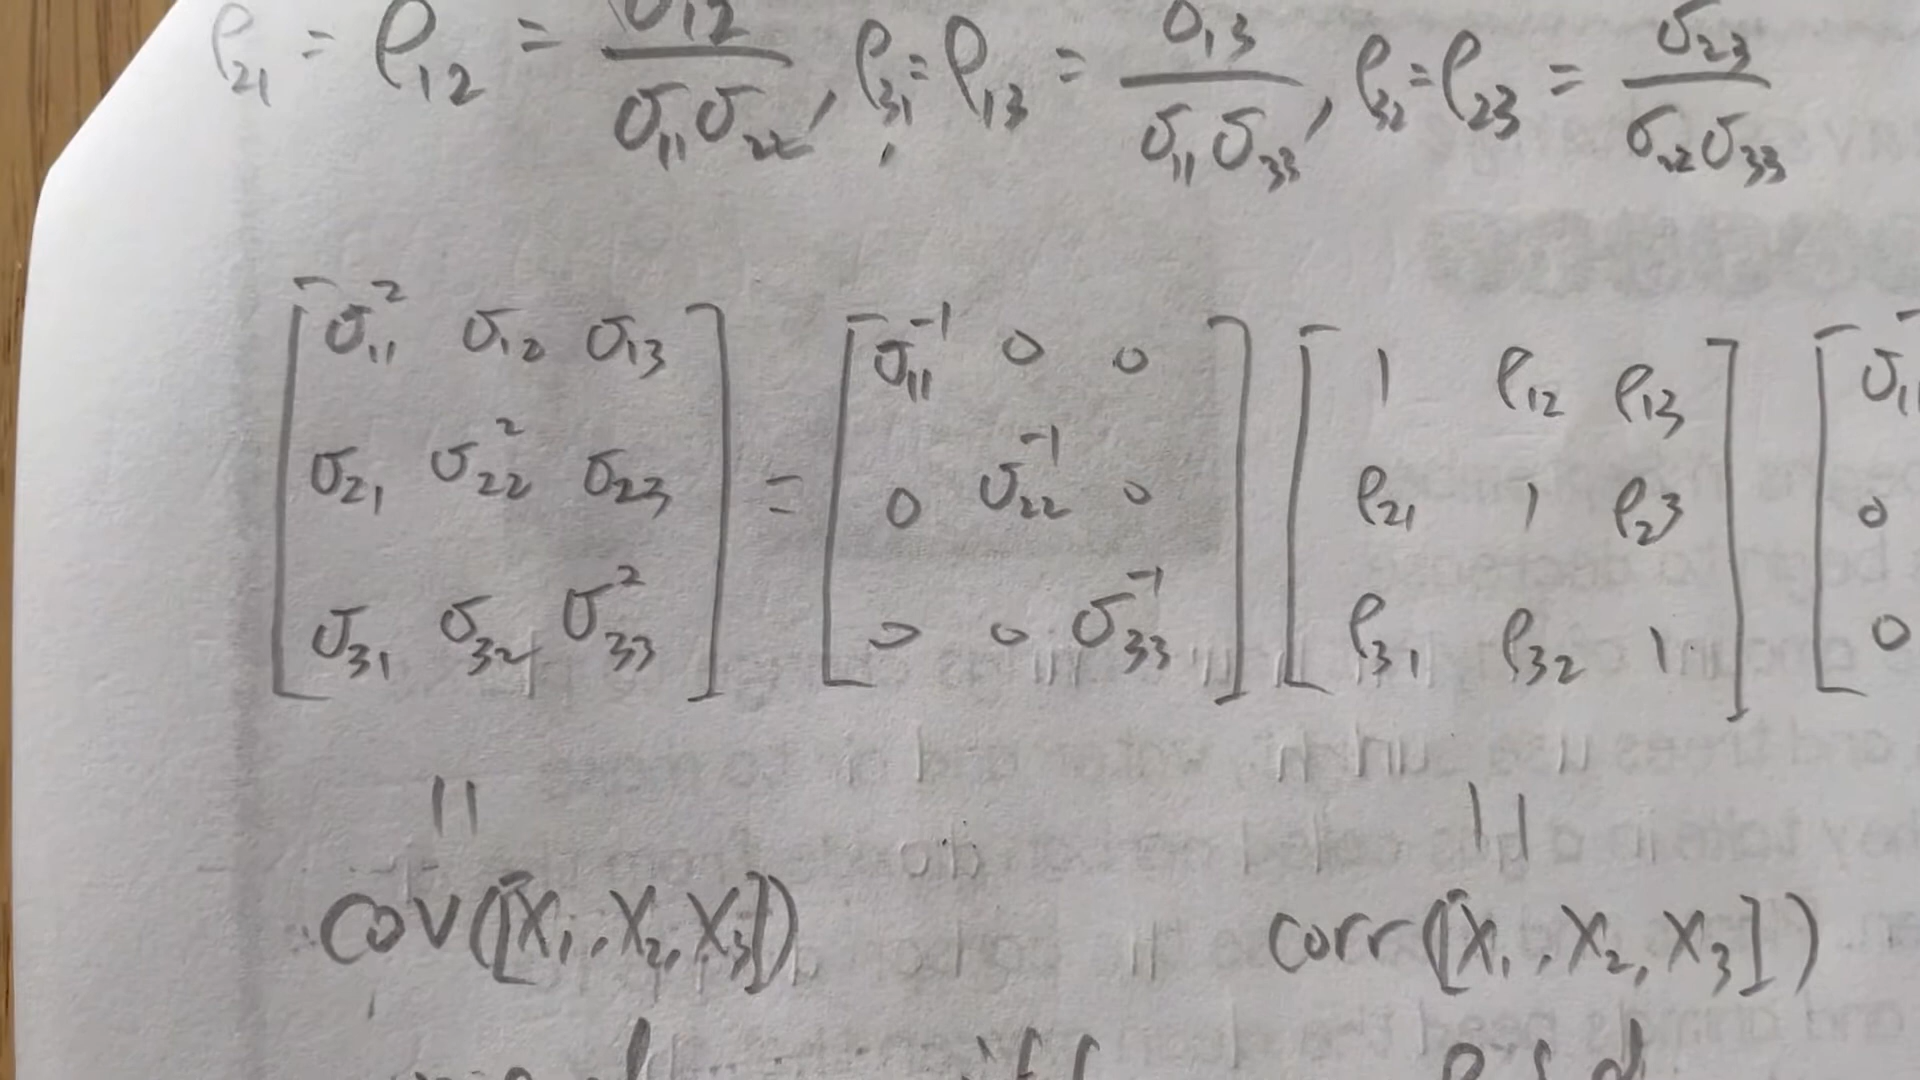 ρ₂₁ = ρ₁₂ = σ₁₂ / (σ₁₁σ₂₂), ρ₃₁ = ρ₁₃ = σ₁₃ / (σ₁₁σ₃₃), ρ₃₂ = ρ₂₃ = σ₂₃ / (σ₂₂σ₃₃)
[σ₁₁² σ₁₂ σ₁₃] [σ₁₁⁻¹ 0 0] [1 ρ₁₂ ρ₁₃] [σ₁₁
[σ₂₁ σ₂₂² σ₂₃] = [0 σ₂₂⁻¹ 0] [ρ₂₁ 1 ρ₂₃] [0
[σ₃₁ σ₃₂ σ₃₃²] [0 0 σ₃₃⁻¹] [ρ₃₁ ρ₃₂ 1] [0
|| ||
cov([X₁, X₂, X₃]) corr([X₁, X₂, X₃])